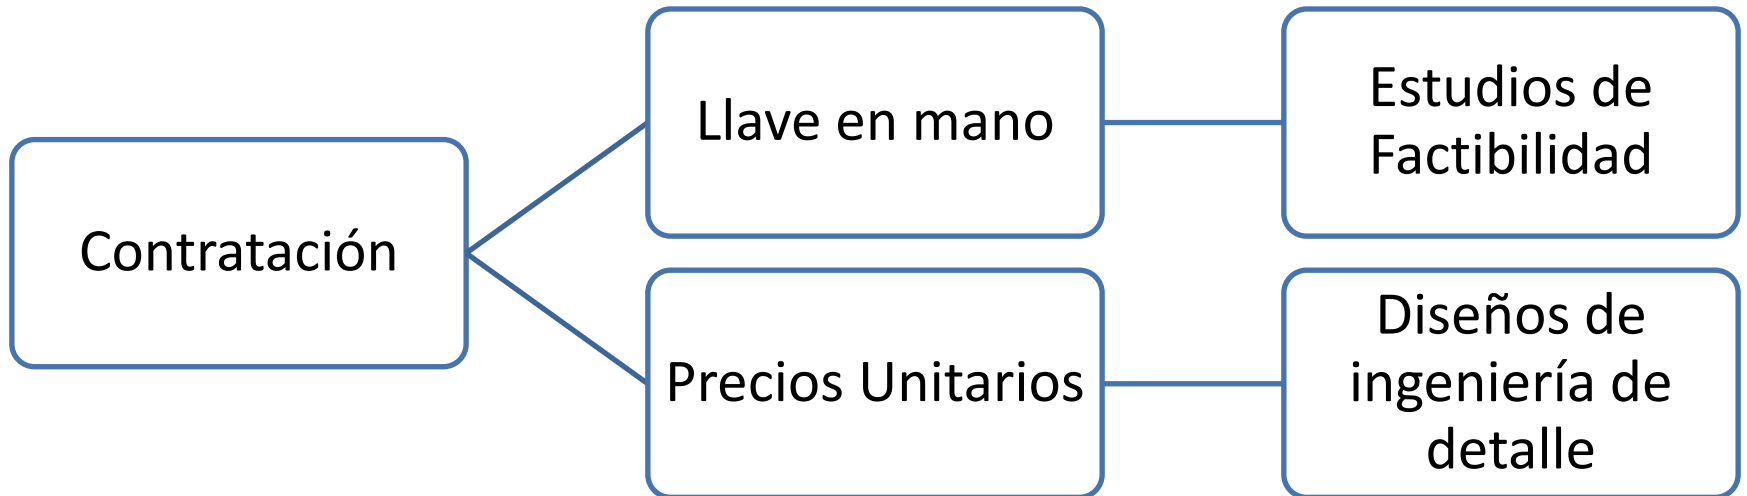 Contratación
Llave en mano
Estudios de
Factibilidad
Precios Unitarios
Diseños de
ingeniería de
detalle